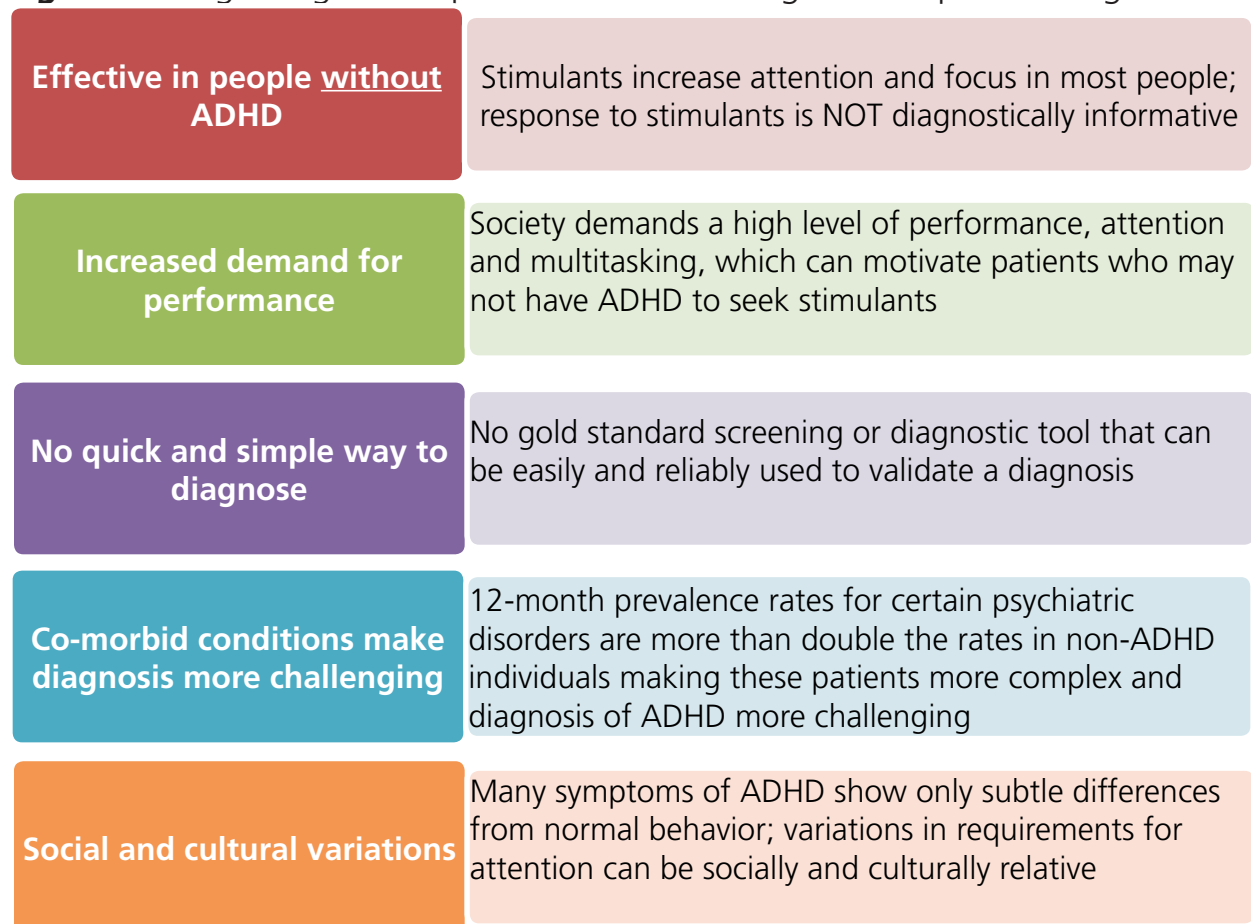 Effective in people without
ADHD
Stimulants increase attention and focus in most people;
response to stimulants is NOT diagnostically informative
Increased demand for
performance
Society demands a high level of performance, attention
and multitasking, which can motivate patients who may
not have ADHD to seek stimulants
No quick and simple way to
diagnose
No gold standard screening or diagnostic tool that can
be easily and reliably used to validate a diagnosis
Co-morbid conditions make
diagnosis more challenging
12-month prevalence rates for certain psychiatric
disorders are more than double the rates in non-ADHD
individuals making these patients more complex and
diagnosis of ADHD more challenging
Social and cultural variations
Many symptoms of ADHD show only subtle differences
from normal behavior; variations in requirements for
attention can be socially and culturally relative